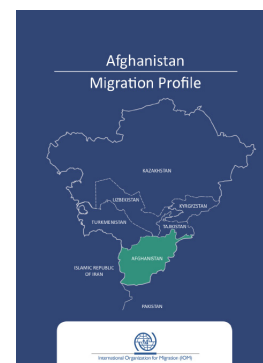 Afghanistan
Migration Profile
KAZAKHSTAN
UZBEKISTAN
KYRGYZSTAN
TURKMENISTAN
TAJIKISTAN
AFGHANISTAN
ISLAMIC REPUBLIC
OF IRAN
PAKISTAN
International Organization for Migration (IOM)